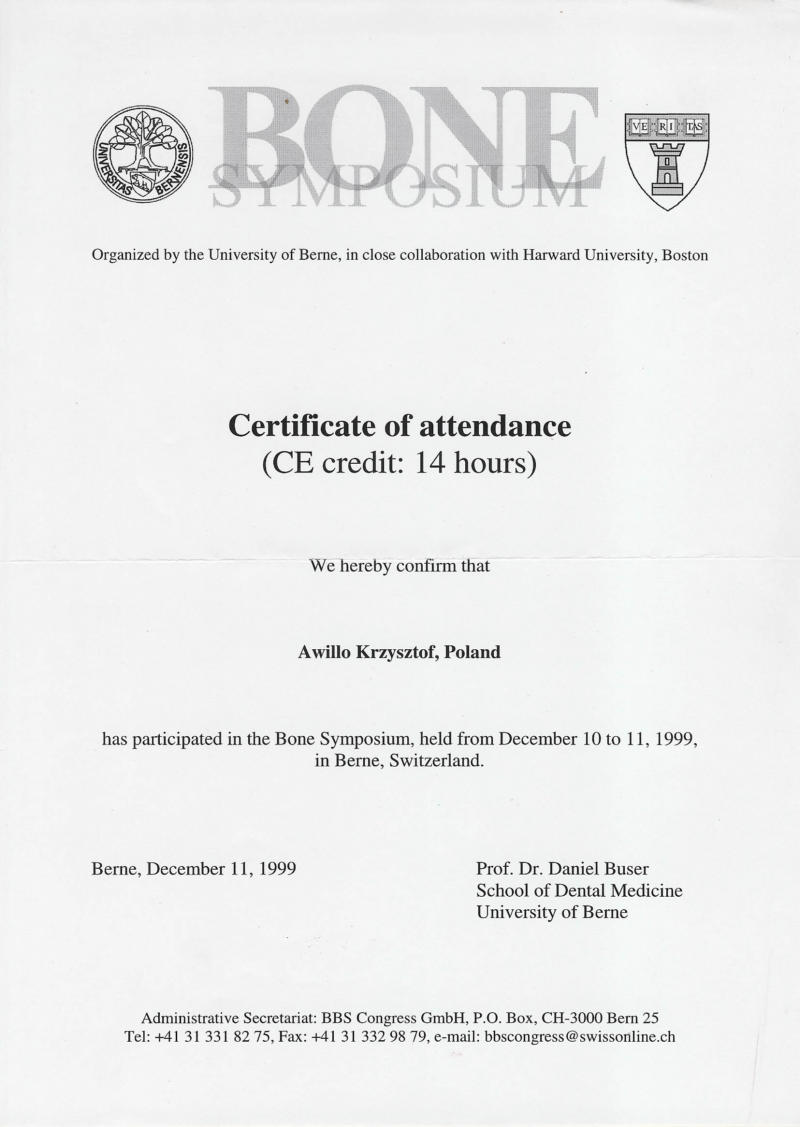 BONE
SYMPOSIUM
UNIVERSITAS BERNENSIS
VE RI TAS
Organized by the University of Berne, in close collaboration with Harward University, Boston
Certificate of attendance
(CE credit: 14 hours)
We hereby confirm that
Awillo Krzysztof, Poland
has participated in the Bone Symposium, held from December 10 to 11, 1999,
in Berne, Switzerland.
Berne, December 11, 1999
Prof. Dr. Daniel Buser
School of Dental Medicine
University of Berne
Administrative Secretariat: BBS Congress GmbH, P.O. Box, CH-3000 Bern 25
Tel: +41 31 331 82 75, Fax: +41 31 332 98 79, e-mail: bbscongress@swissonline.ch